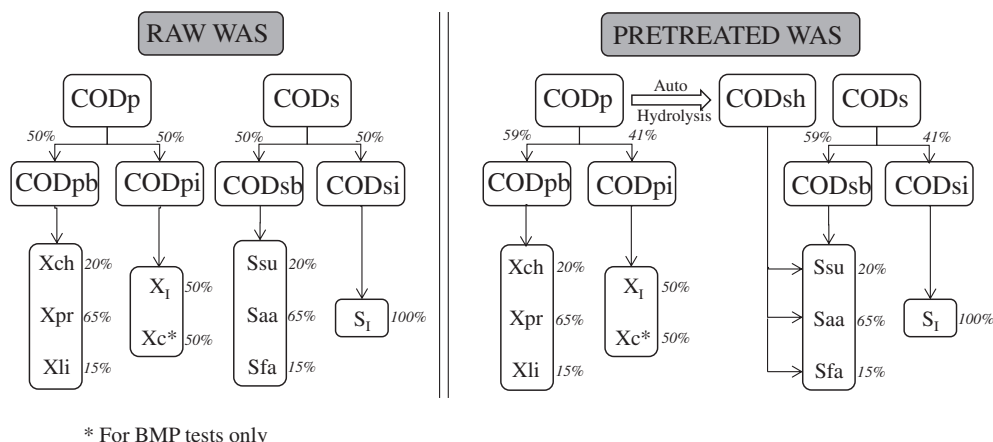 RAW WAS
CODp
CODs
50%
50%
50%
50%
CODpb
CODpi
CODsb
CODsi
Xch 20%
Xpr 65%
Xli 15%
X_I 50%
Xc* 50%
Ssu 20%
Saa 65%
Sfa 15%
S_I 100%
* For BMP tests only
PRETREATED WAS
CODp
Auto
Hydrolysis
CODsh
CODs
59%
41%
59%
41%
CODpb
CODpi
CODsb
CODsi
Xch 20%
Xpr 65%
Xli 15%
X_I 50%
Xc* 50%
Ssu 20%
Saa 65%
Sfa 15%
S_I 100%